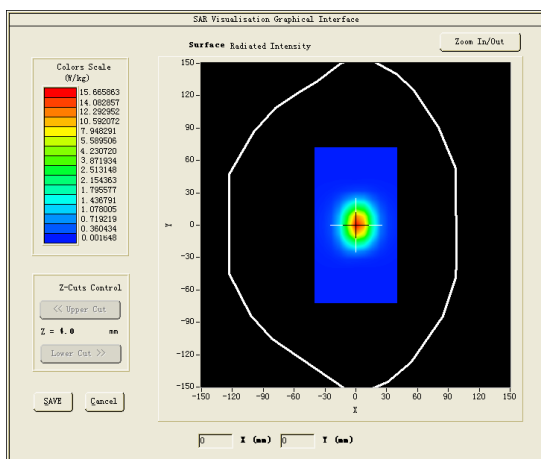 SAR Visualisation Graphical Interface
Surface Radiated Intensity
Zoom In/Out
Colors Scale
(W/kg)
15.665863
14.082857
12.292952
10.592072
7.948291
5.589506
4.230720
3.871934
2.513148
2.154363
1.795577
1.436791
1.078005
0.719219
0.360434
0.001648
Z-Cuts Control
<< Upper Cut
Z = 4.0 mm
Lower Cut >>
SAVE
Cancel
150
120
90
60
30
0
-30
-60
-90
-120
-150
Y
-150 -120 -90 -60 -30 0 30 60 90 120 150
X
0 X (mm) 0 Y (mm)